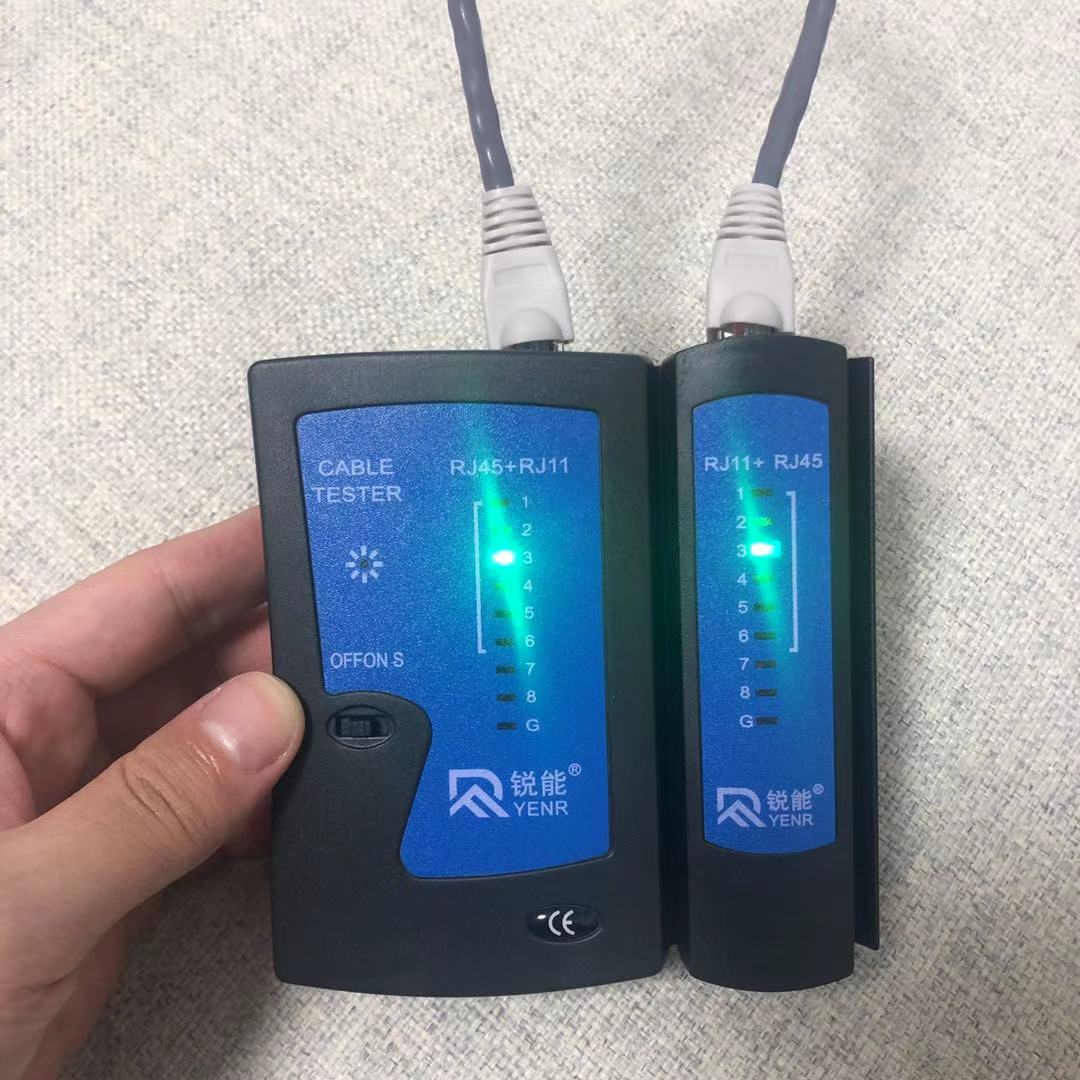 CABLE
TESTER
OFFON S
RJ45+RJ11
1
2
3
4
5
6
7
8
G
锐能®
YENR
CE
RJ11+ RJ45
1
2
3
4
5
6
7
8
G
锐能®
YENR